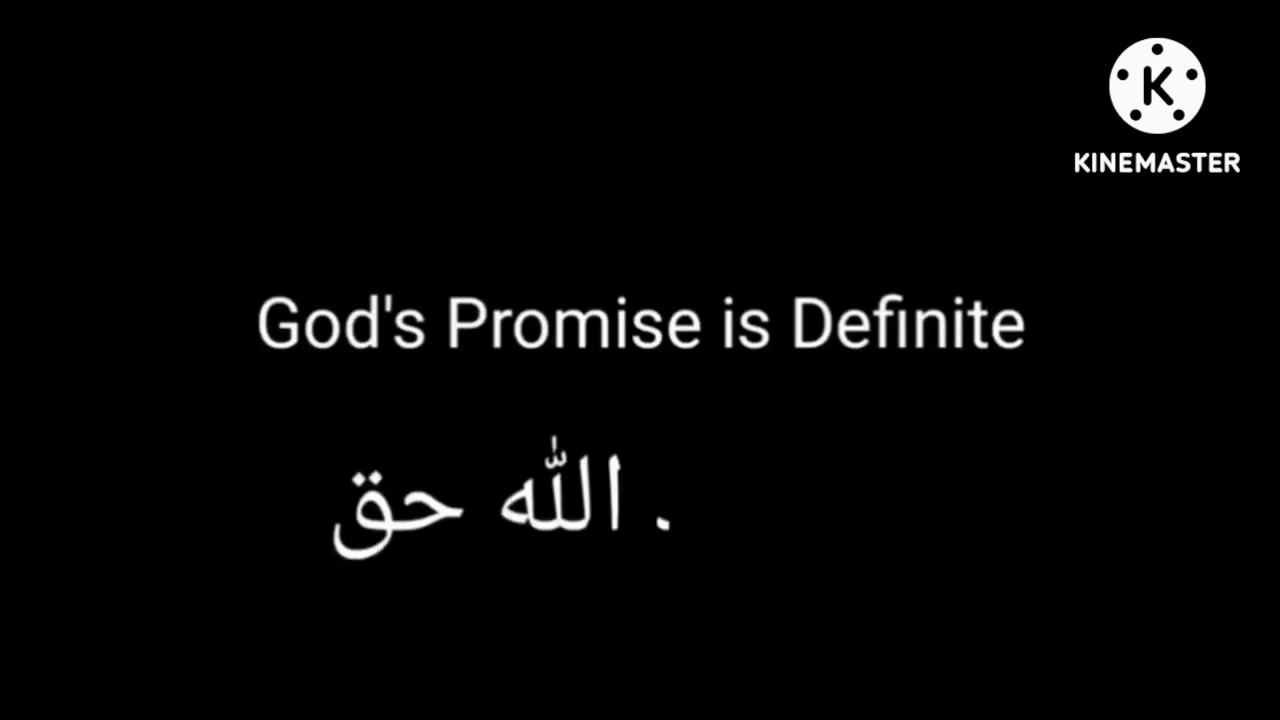 K
KINEMASTER
God's Promise is Definite
. الله حق